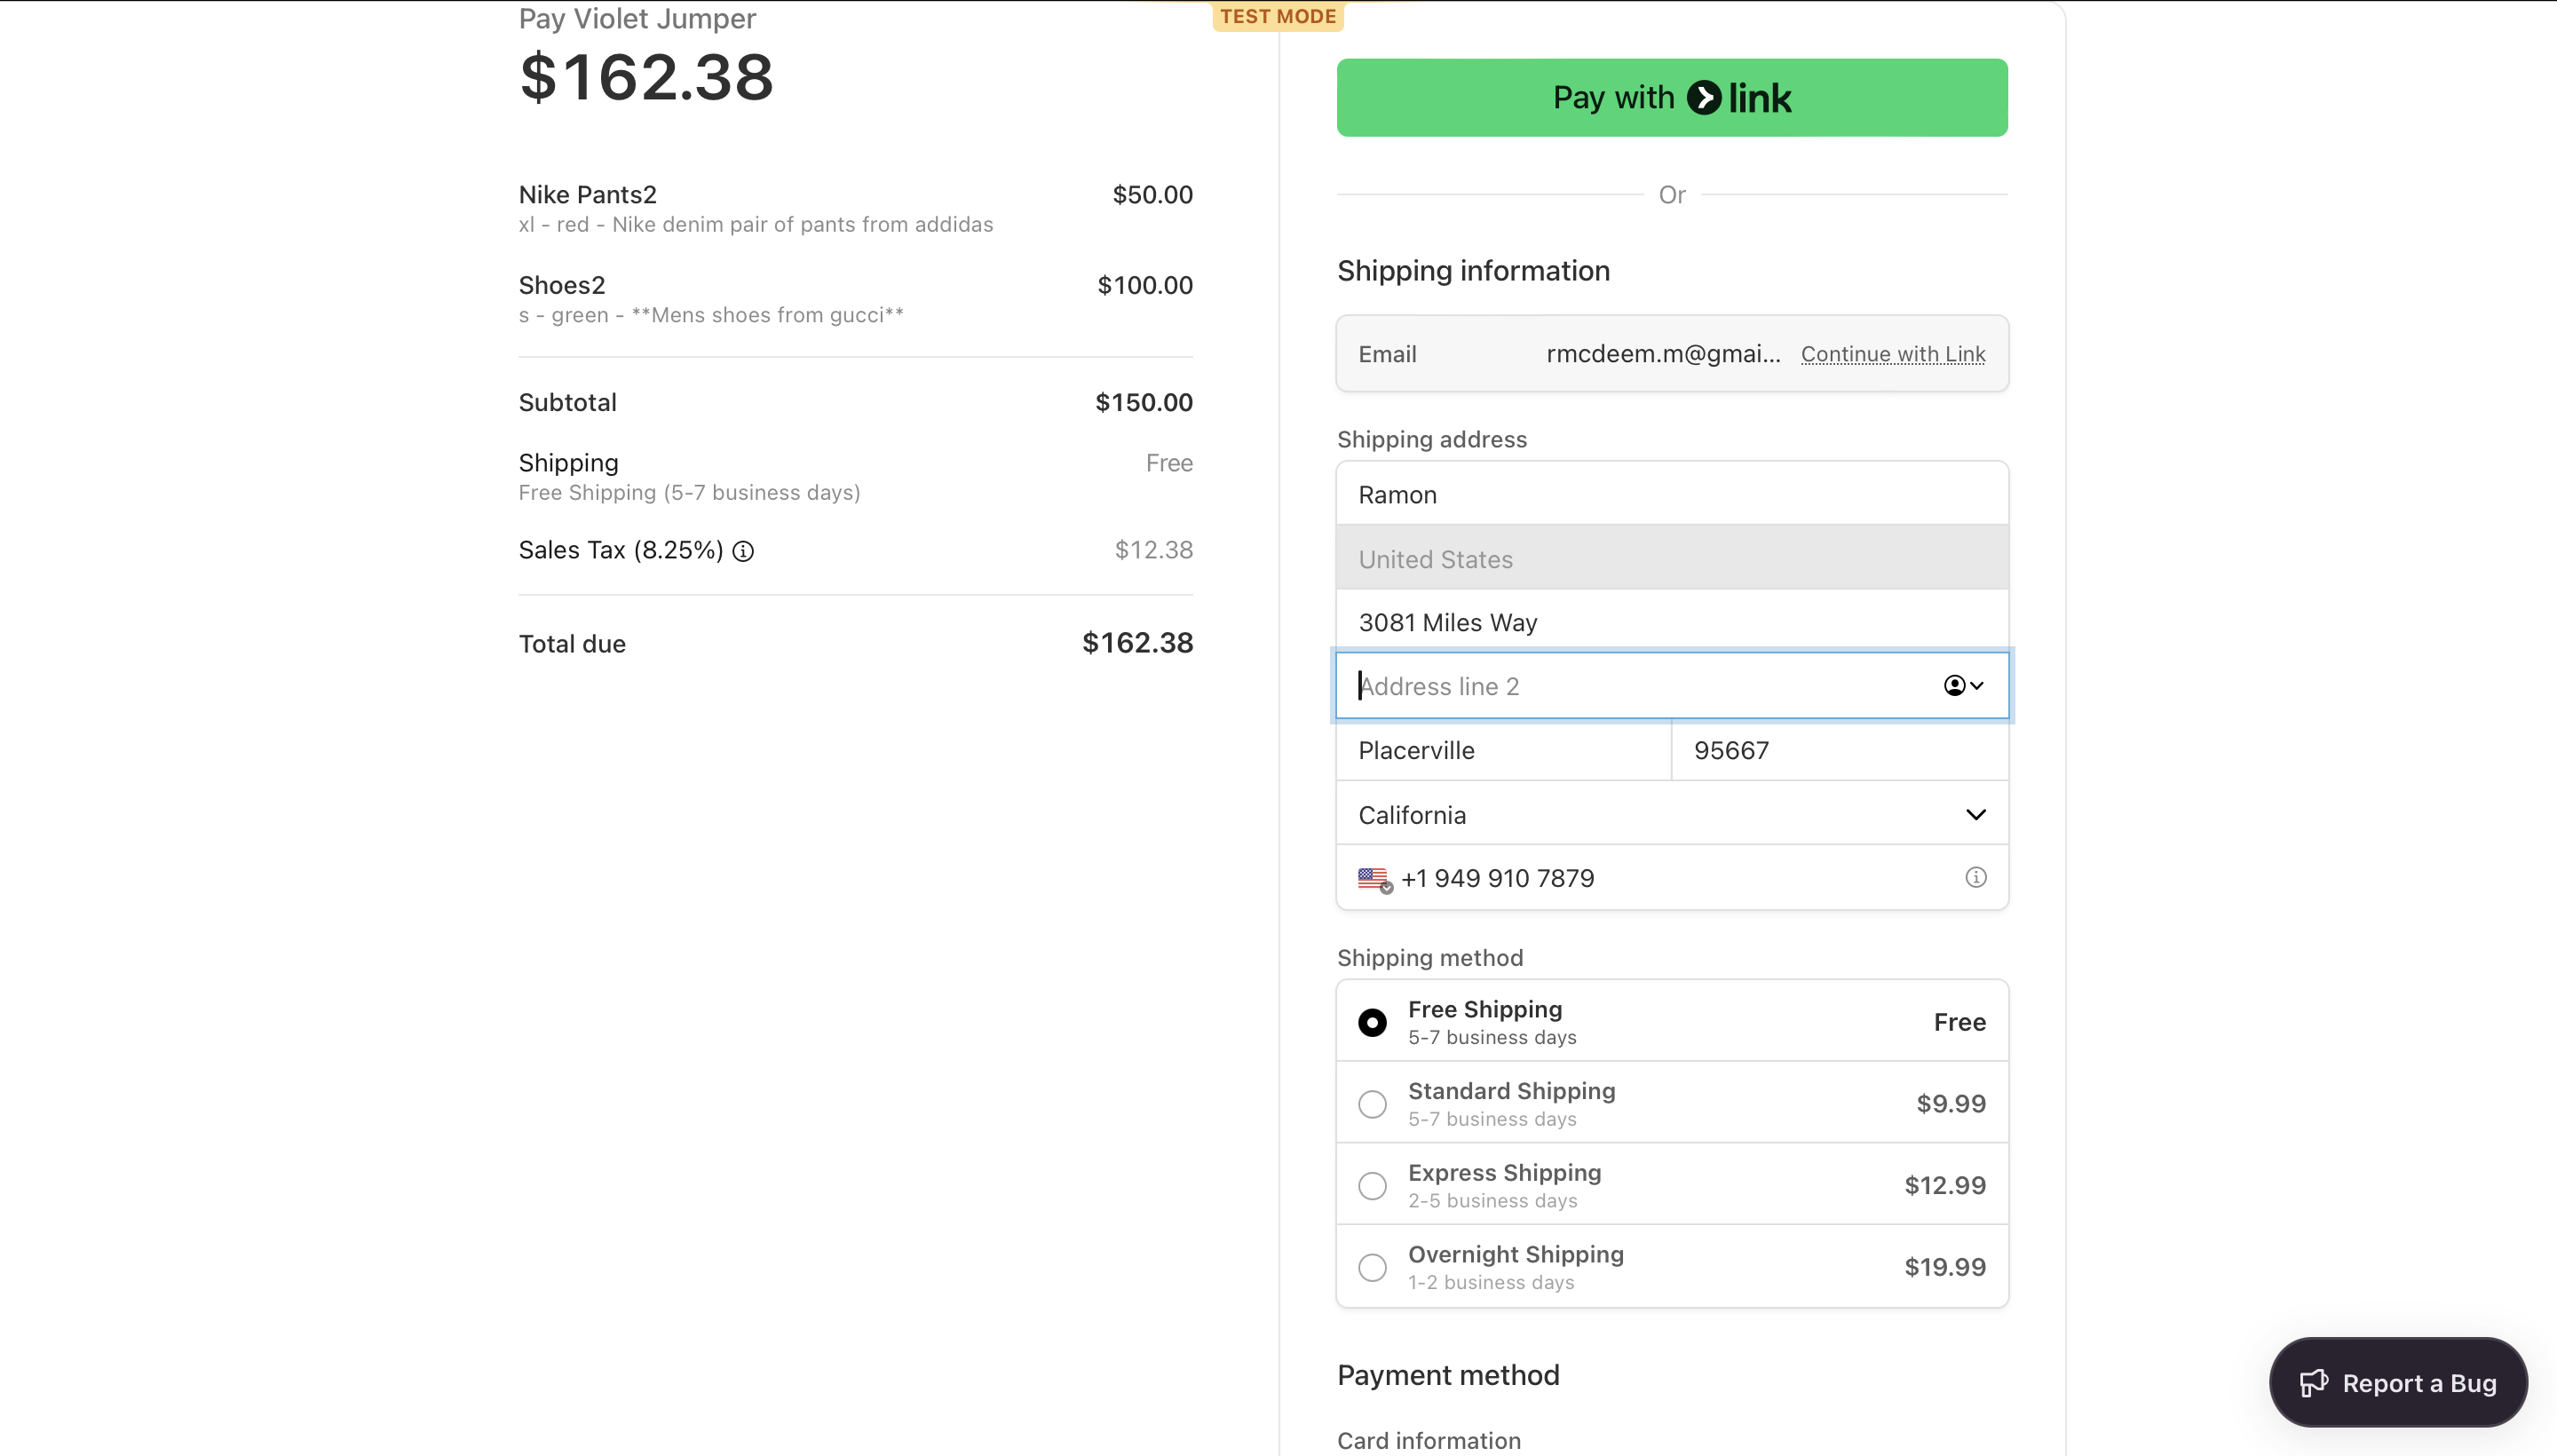 Pay Violet Jumper
TEST MODE
$162.38
Nike Pants2 $50.00
xl - red - Nike denim pair of pants from addidas
Shoes2 $100.00
s - green - **Mens shoes from gucci**
Subtotal $150.00
Shipping Free
Free Shipping (5-7 business days)
Sales Tax (8.25%) $12.38
Total due $162.38
Pay with link
Or
Shipping information
Email rmcdeem.m@gmai... Continue with Link
Shipping address
Ramon
United States
3081 Miles Way
Address line 2
Placerville 95667
California
+1 949 910 7879
Shipping method
Free Shipping Free
5-7 business days
Standard Shipping $9.99
5-7 business days
Express Shipping $12.99
2-5 business days
Overnight Shipping $19.99
1-2 business days
Payment method
Card information
Report a Bug